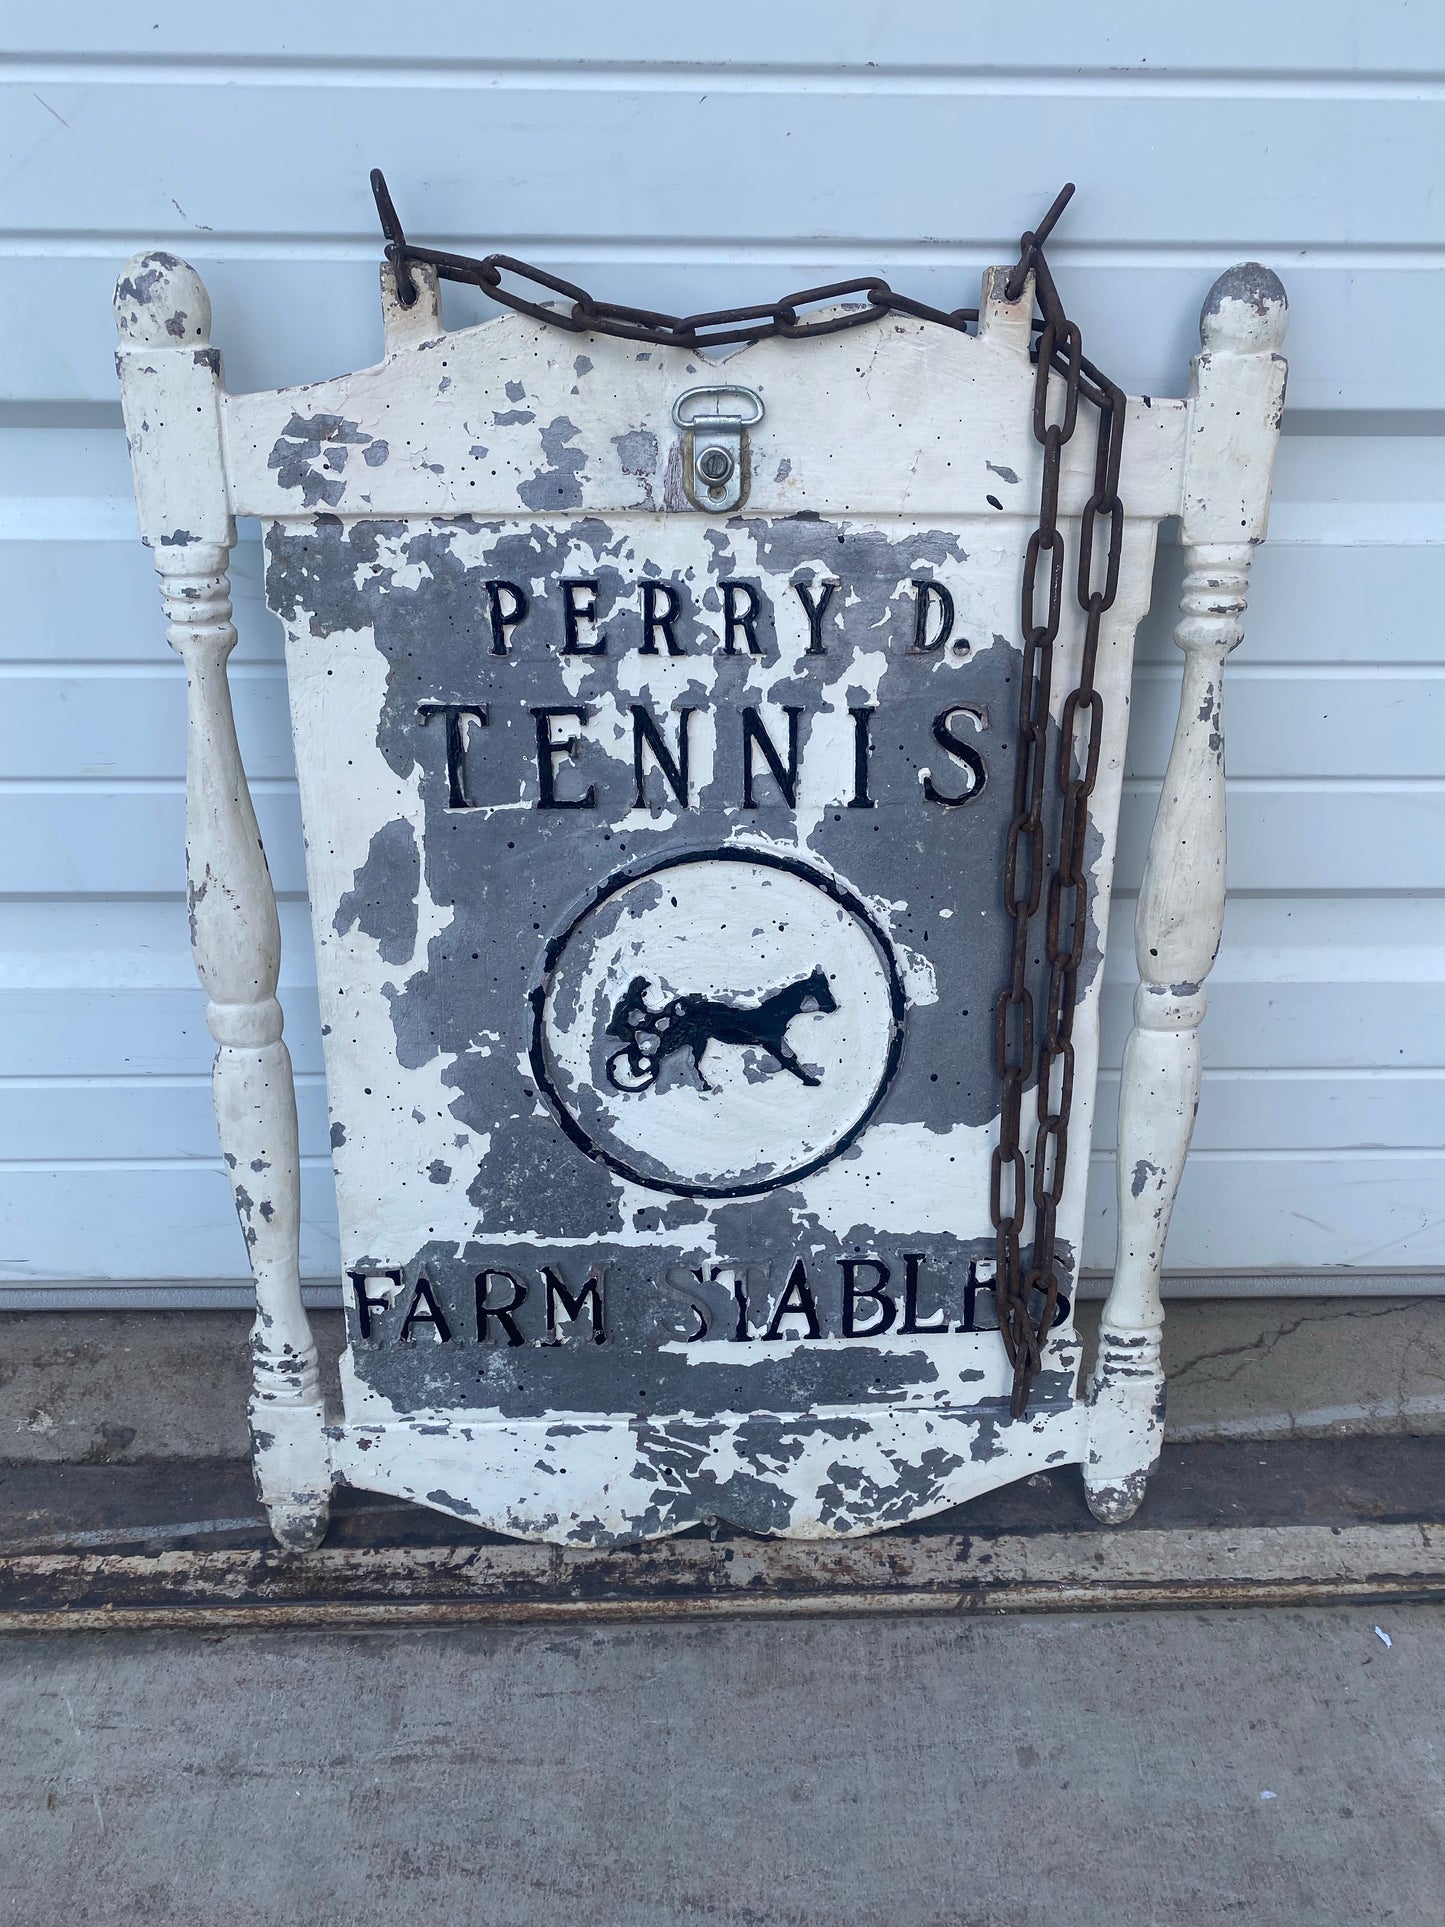 PERRY D.
TENNIS
FARM STABLES